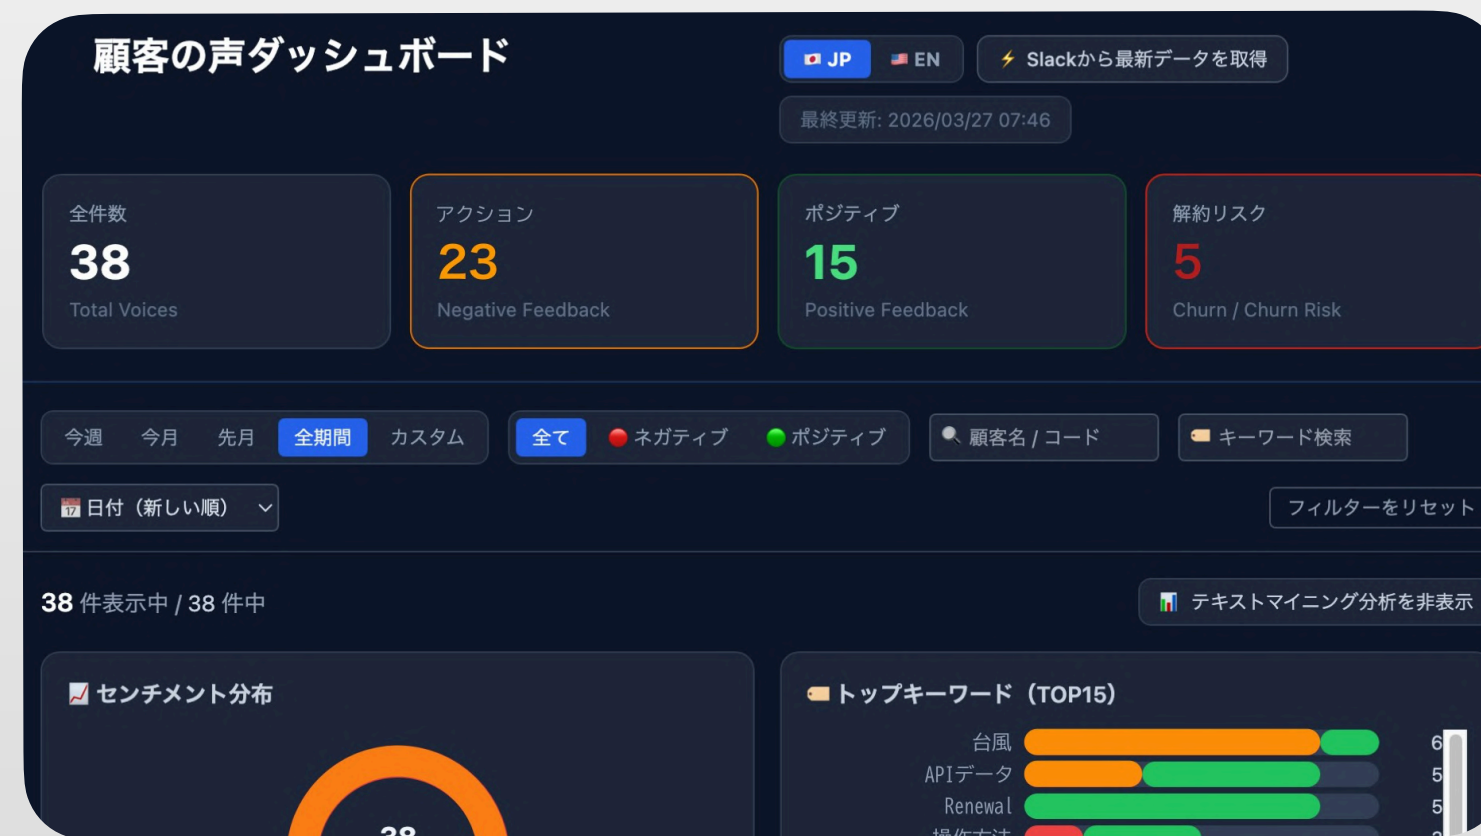 顧客の声ダッシュボード
JP EN
Slackから最新データを取得
最終更新: 2026/03/27 07:46
全件数
38
Total Voices
アクション
23
Negative Feedback
ポジティブ
15
Positive Feedback
解約リスク
5
Churn / Churn Risk
今週 今月 先月 全期間 カスタム
全て ネガティブ ポジティブ
顧客名 / コード
キーワード検索
17 日付（新しい順）
フィルターをリセット
38 件表示中 / 38 件中
テキストマイニング分析を非表示
センチメント分布
38
トップキーワード（TOP15）
台風 6
APIデータ 5
Renewal 5
操作方法